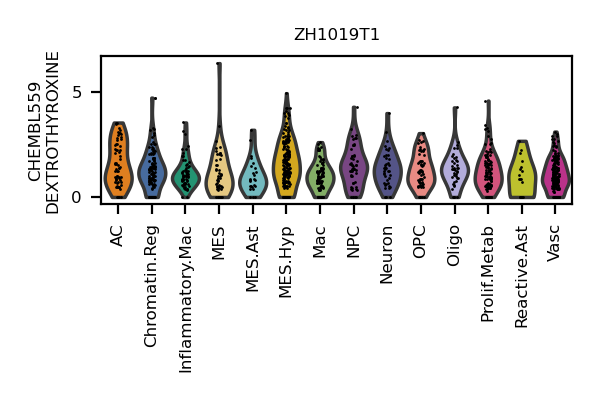 ZH1019T1
CHEMBL559
DEXTROTHYROXINE
5
0
AC
Chromatin.Reg
Inflammatory.Mac
MES
MES.Ast
MES.Hyp
Mac
NPC
Neuron
OPC
Oligo
Prolif.Metab
Reactive.Ast
Vasc